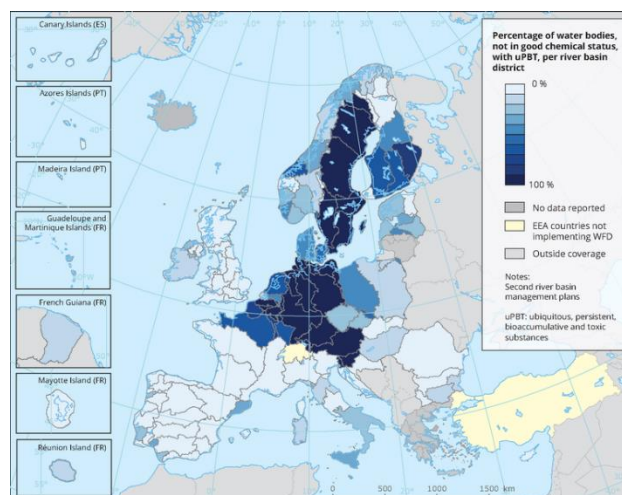 Canary Islands (ES)
Azores Islands (PT)
Madeira Island (PT)
Guadeloupe and
Martinique Islands (FR)
French Guiana (FR)
Mayotte Island (FR)
Réunion Island (FR)
Percentage of water bodies,
not in good chemical status,
with uPBT, per river basin
district
0 %
100 %
No data reported
EEA countries not
implementing WFD
Outside coverage
Notes:
Second river basin
management plans
uPBT: ubiquitous, persistent,
bioaccumulative and toxic
substances
0 500 1000 1500 km